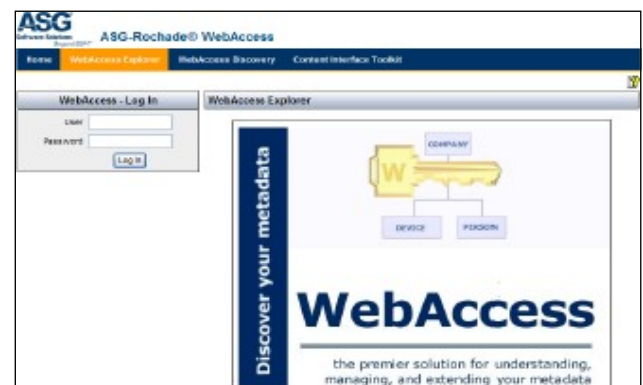 ASG
Software Solutions
Beyond EDA™
ASG-Rochade® WebAccess
Home WebAccess Explorer WebAccess Discovery Content Interface Toolkit
WebAccess - Log In
WebAccess Explorer
User
Password
Log In
Discover your metadata
COMPANY
W
DEVICE PERSON
WebAccess
the premier solution for understanding,
managing, and extending your metadata